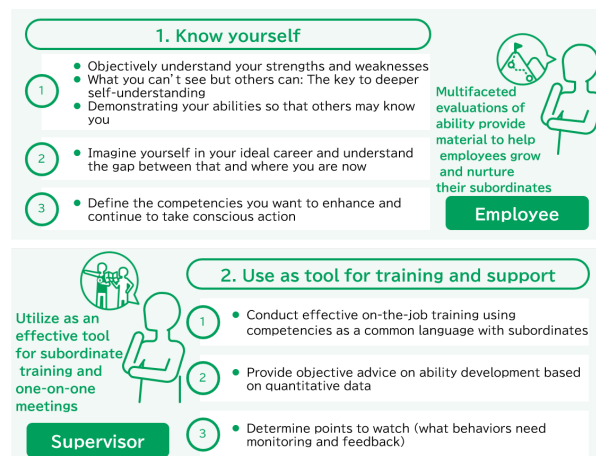 1. Know yourself
1
● Objectively understand your strengths and weaknesses
● What you can't see but others can: The key to deeper
self-understanding
● Demonstrating your abilities so that others may know
you
2
● Imagine yourself in your ideal career and understand
the gap between that and where you are now
3
● Define the competencies you want to enhance and
continue to take conscious action
Multifaceted
evaluations of
ability provide
material to help
employees grow
and nurture
their subordinates
Employee
2. Use as tool for training and support
Utilize as an
effective tool
for subordinate
training and
one-on-one
meetings
Supervisor
1
● Conduct effective on-the-job training using
competencies as a common language with subordinates
2
● Provide objective advice on ability development based
on quantitative data
3
● Determine points to watch (what behaviors need
monitoring and feedback)